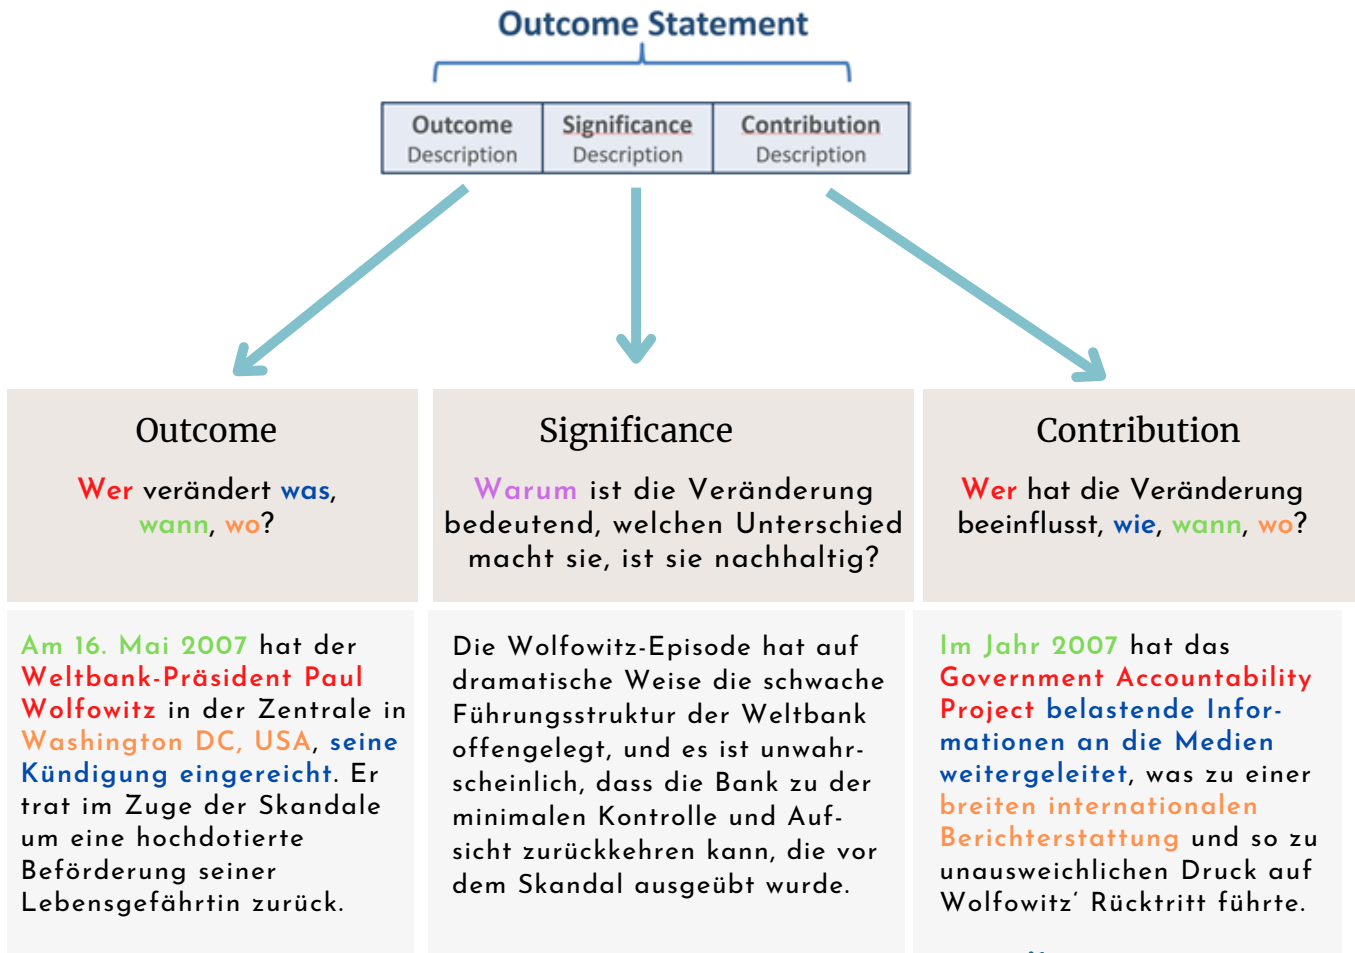 Outcome Statement
Outcome
Description
Significance
Description
Contribution
Description
Outcome
Wer verändert was,
wann, wo?
Significance
Warum ist die Veränderung
bedeutend, welchen Unterschied
macht sie, ist sie nachhaltig?
Contribution
Wer hat die Veränderung
beeinflusst, wie, wann, wo?
Am 16. Mai 2007 hat der
Weltbank-Präsident Paul
Wolfowitz in der Zentrale in
Washington DC, USA, seine
Kündigung eingereicht. Er
trat im Zuge der Skandale
um eine hochdotierte
Beförderung seiner
Lebensgefährtin zurück.
Die Wolfowitz-Episode hat auf
dramatische Weise die schwache
Führungsstruktur der Weltbank
offengelegt, und es ist unwahr-
scheinlich, dass die Bank zu der
minimalen Kontrolle und Auf-
sicht zurückkehren kann, die vor
dem Skandal ausgeübt wurde.
Im Jahr 2007 hat das
Government Accountability
Project belastende Infor-
mationen an die Medien
weitergeleitet, was zu einer
breiten internationalen
Berichterstattung und so zu
unausweichlichen Druck auf
Wolfowitz‘ Rücktritt führte.